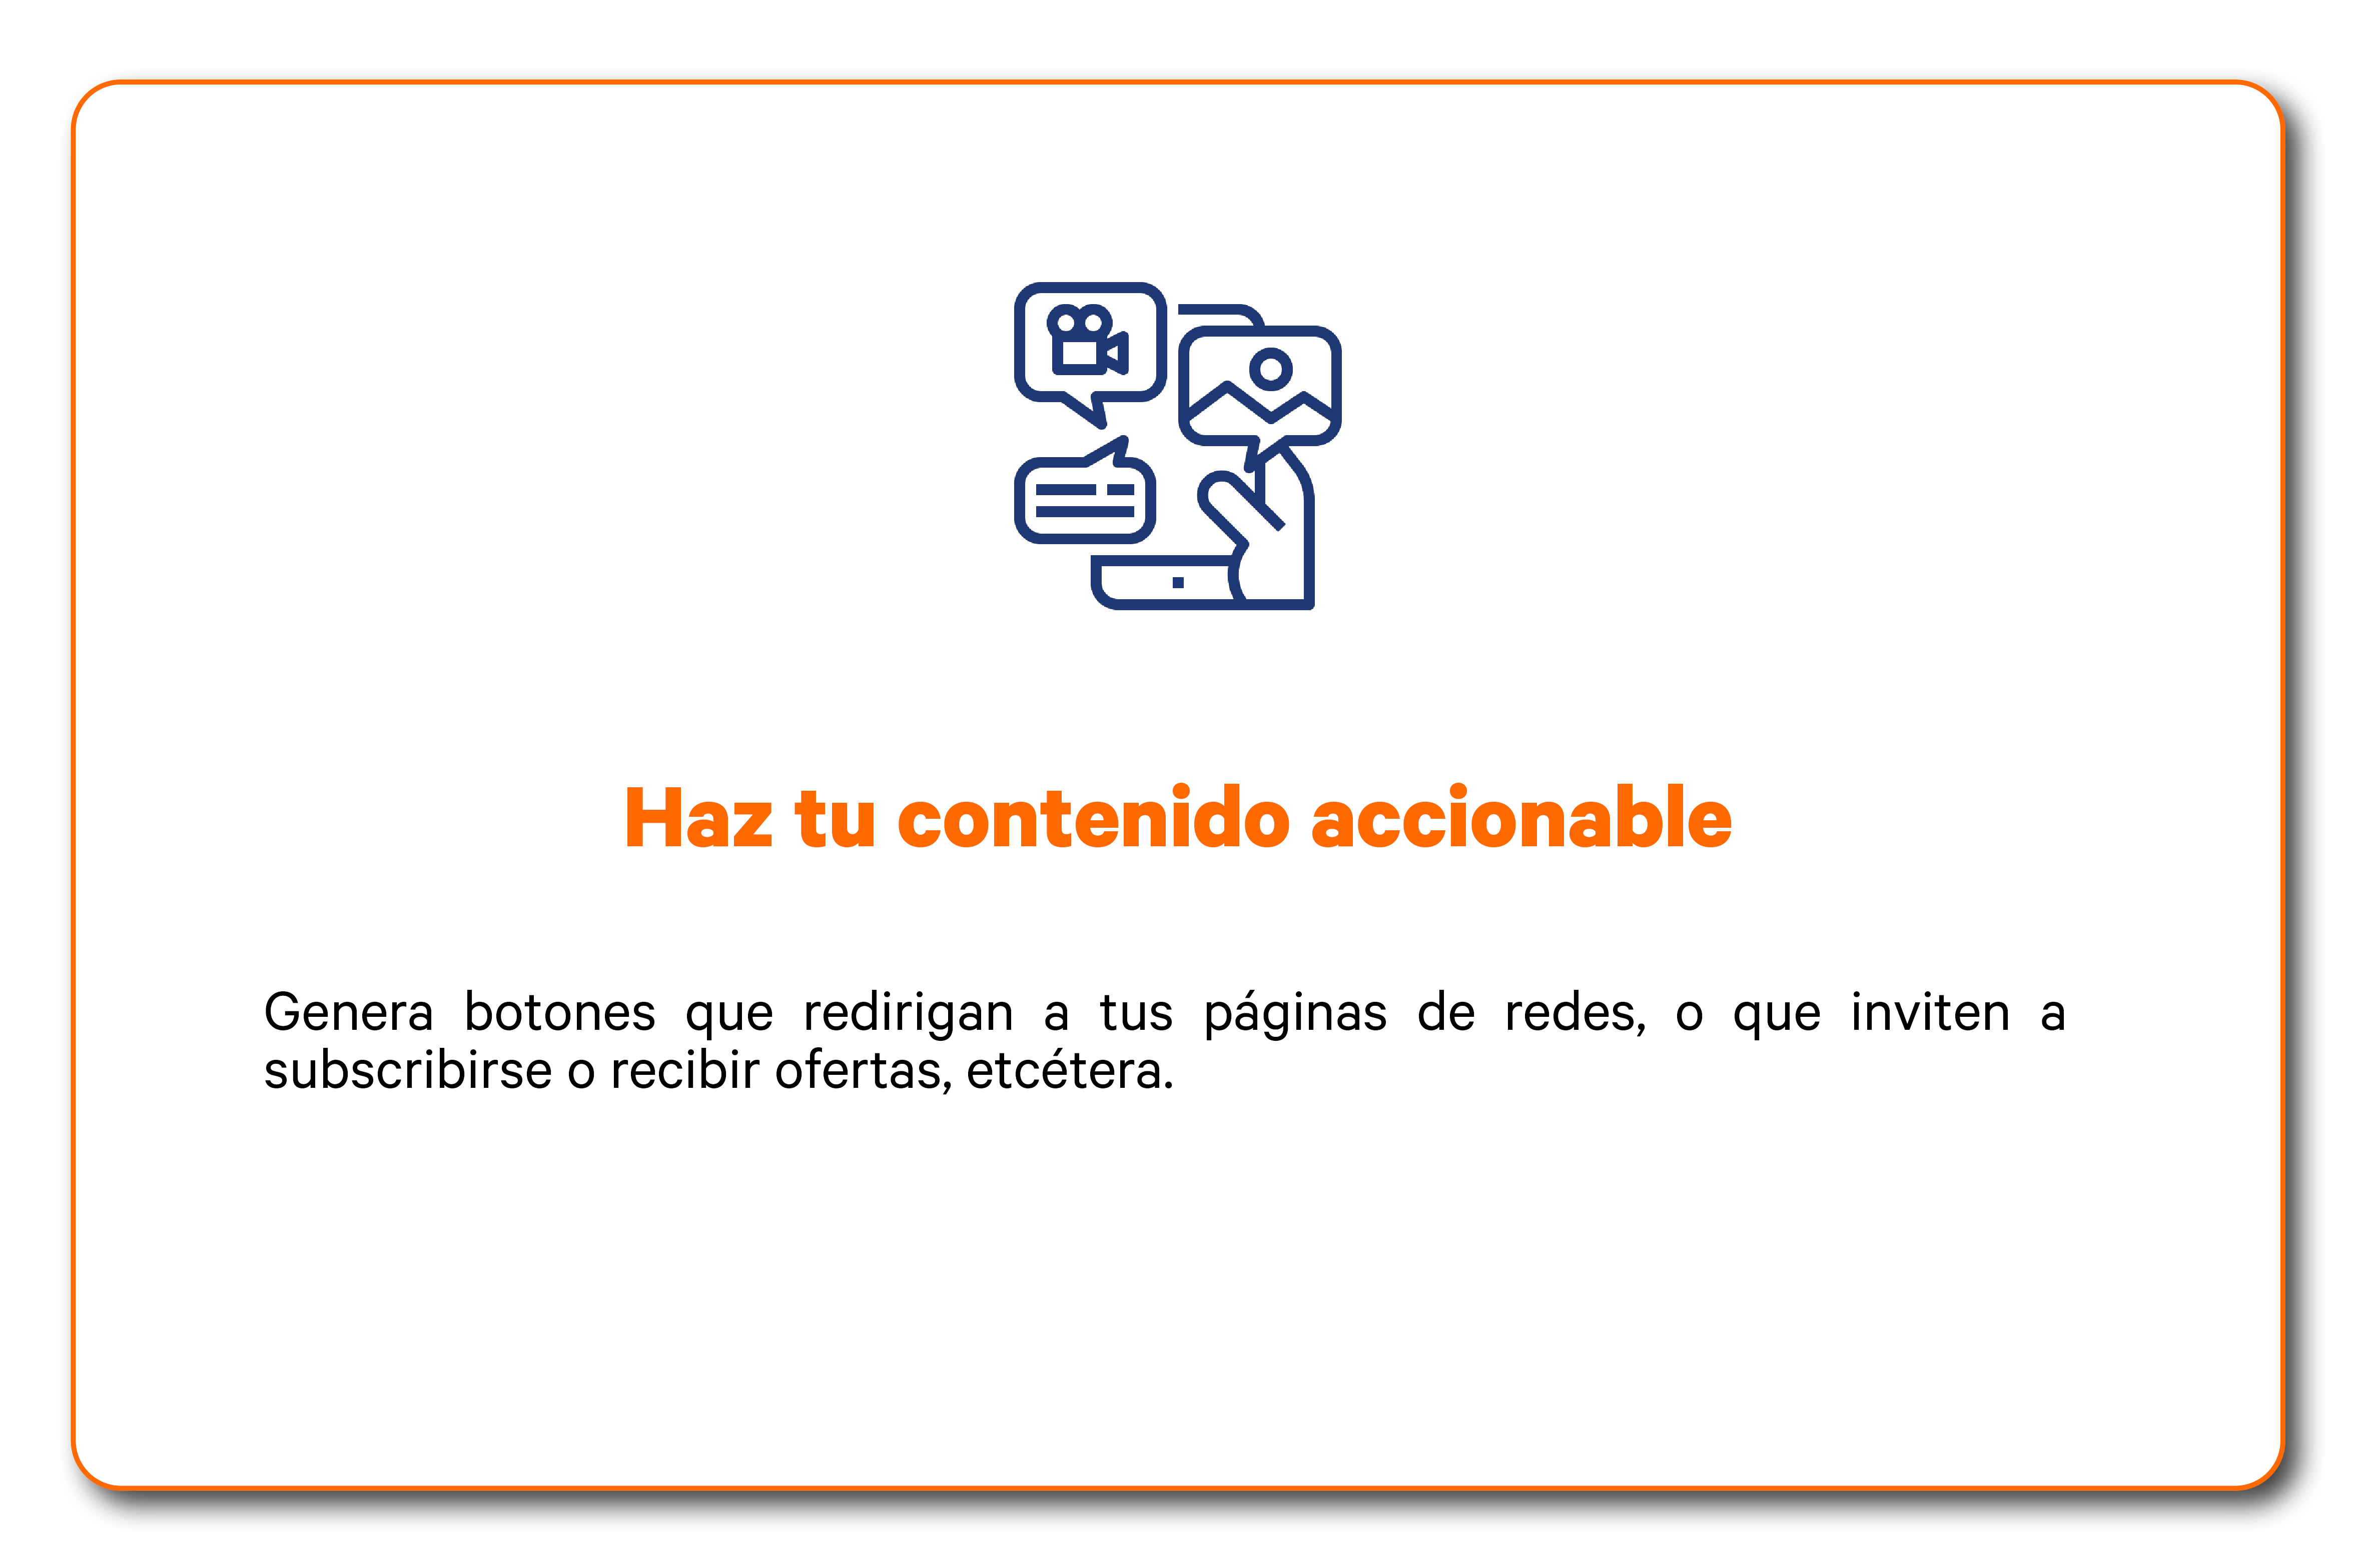 Haz tu contenido accionable
Genera botones que redirigan a tus páginas de redes, o que inviten a
subscribirse o recibir ofertas, etcétera.